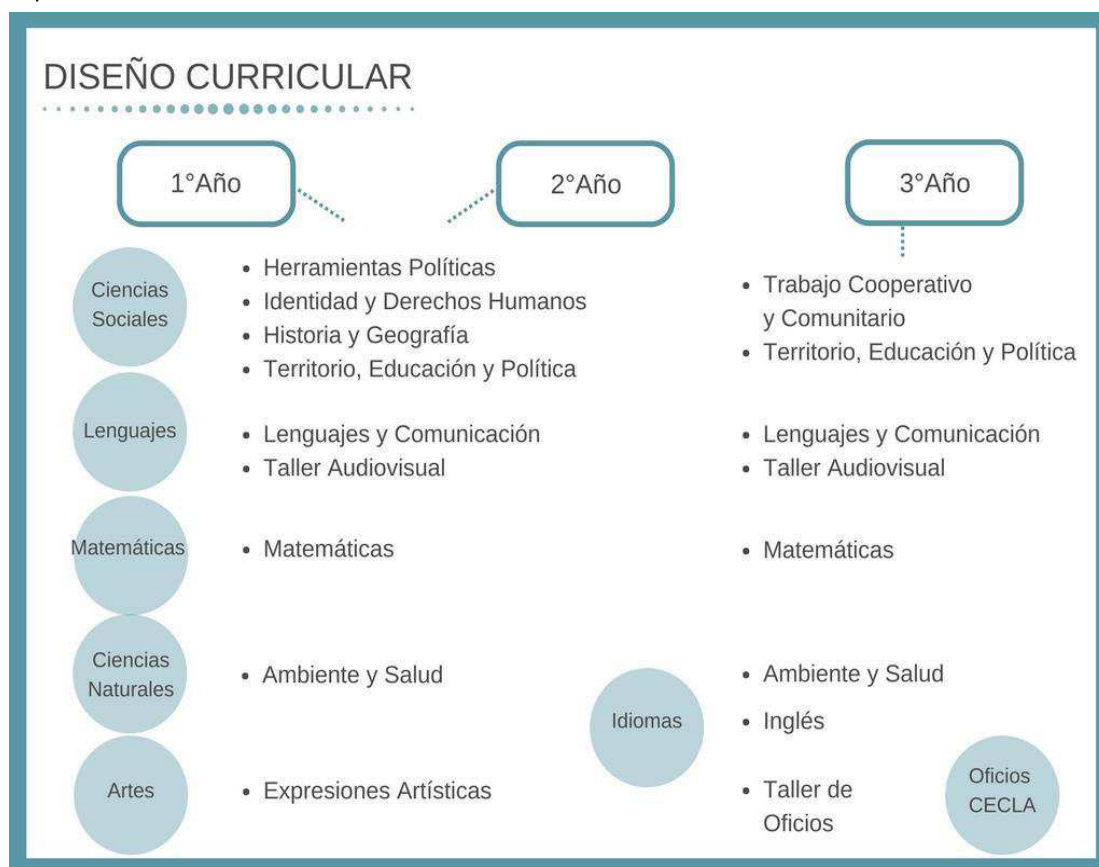 DISEÑO CURRICULAR
1°Año
2°Año
3°Año
Ciencias
Sociales
• Herramientas Políticas
• Identidad y Derechos Humanos
• Historia y Geografía
• Territorio, Educación y Política
• Trabajo Cooperativo
y Comunitario
• Territorio, Educación y Política
Lenguajes
• Lenguajes y Comunicación
• Taller Audiovisual
• Lenguajes y Comunicación
• Taller Audiovisual
Matemáticas
• Matemáticas
• Matemáticas
Ciencias
Naturales
• Ambiente y Salud
• Ambiente y Salud
Idiomas
• Inglés
Artes
• Expresiones Artísticas
• Taller de
Oficios
Oficios
CECLA